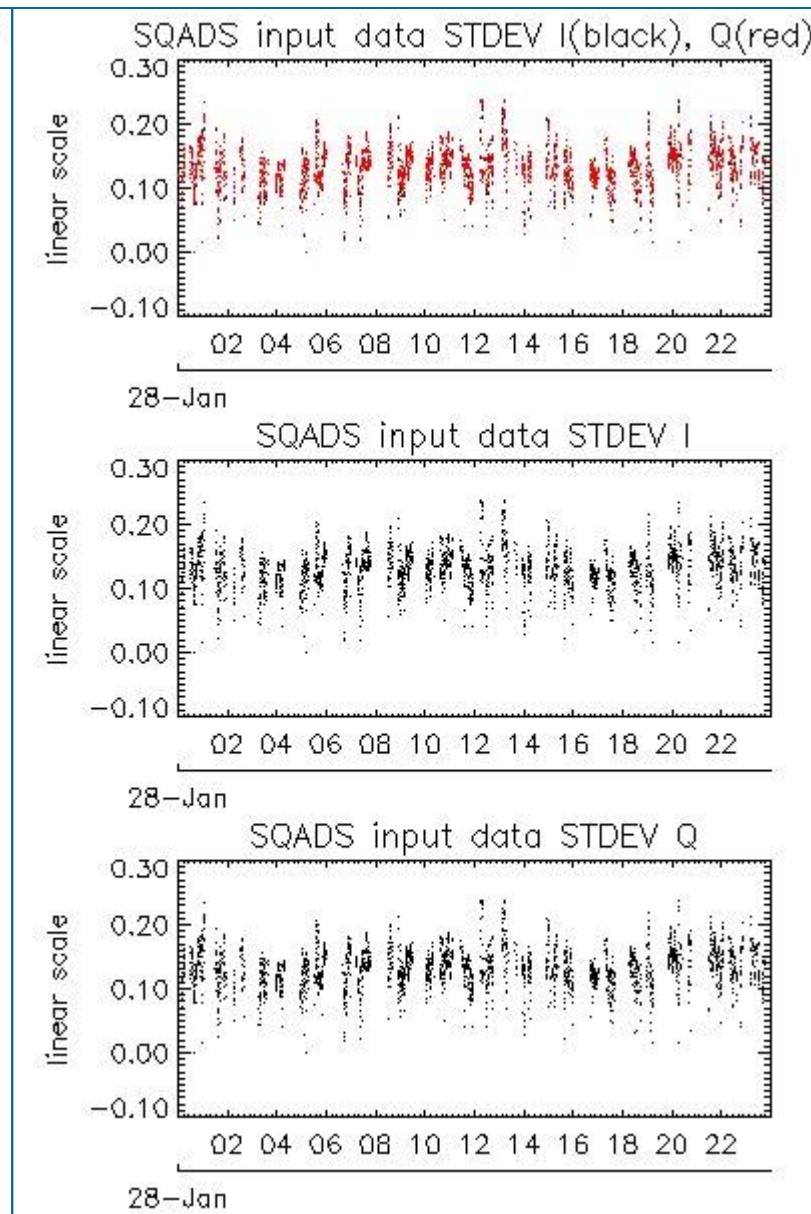 SQADS input data STDEV I(black), Q(red)
0.30
0.20
0.10
0.00
-0.10
linear scale
02 04 06 08 10 12 14 16 18 20 22
28-Jan
SQADS input data STDEV I
0.30
0.20
0.10
0.00
-0.10
linear scale
02 04 06 08 10 12 14 16 18 20 22
28-Jan
SQADS input data STDEV Q
0.30
0.20
0.10
0.00
-0.10
linear scale
02 04 06 08 10 12 14 16 18 20 22
28-Jan